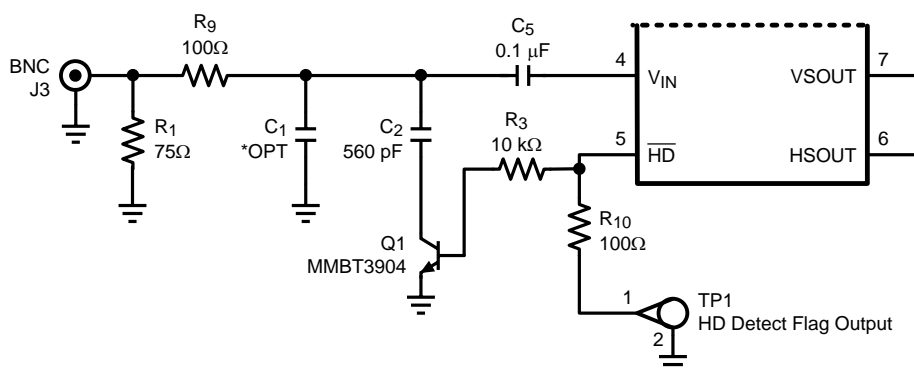 BNC
J3
R9
100Ω
R1
75Ω
C1
*OPT
C2
560 pF
C5
0.1 μF
R3
10 kΩ
Q1
MMBT3904
R10
100Ω
4
VIN
5
HD
VSOUT
7
HSOUT
6
1
2
TP1
HD Detect Flag Output